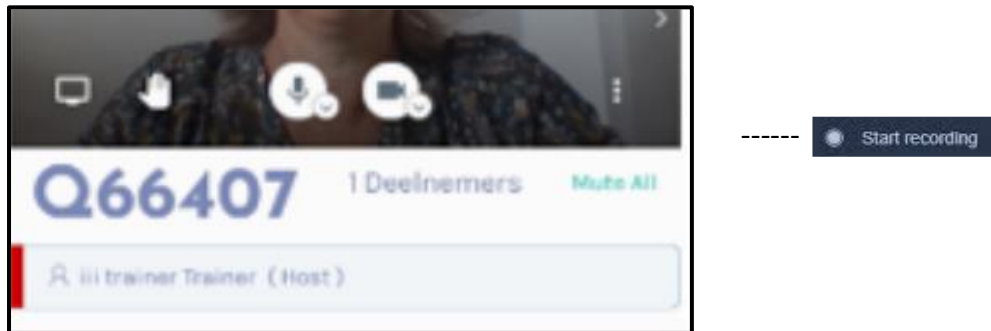 Q66407 1 Deelnemers Mute All
iii trainer Trainer (Host)
Start recording